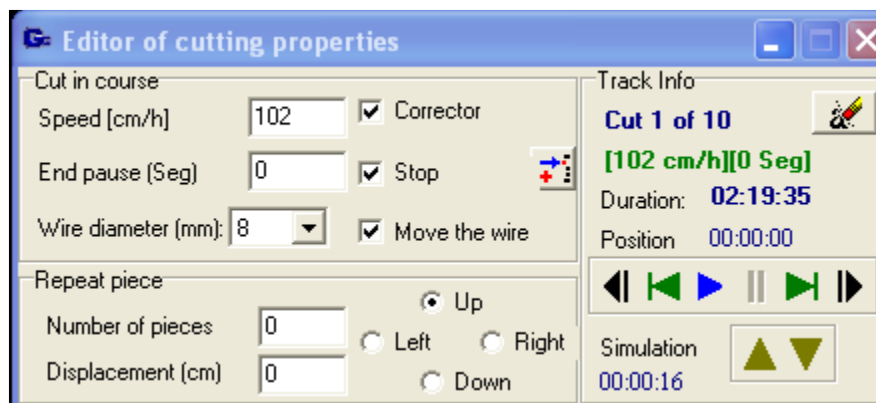 Editor of cutting properties
Cut in course
Speed [cm/h] 102 Corrector
End pause (Seg) 0 Stop
Wire diameter (mm): 8 Move the wire
Repeat piece
Number of pieces 0
Displacement (cm) 0
Up
Left Right
Down
Track Info
Cut 1 of 10
[102 cm/h][0 Seg]
Duration: 02:19:35
Position 00:00:00
Simulation
00:00:16